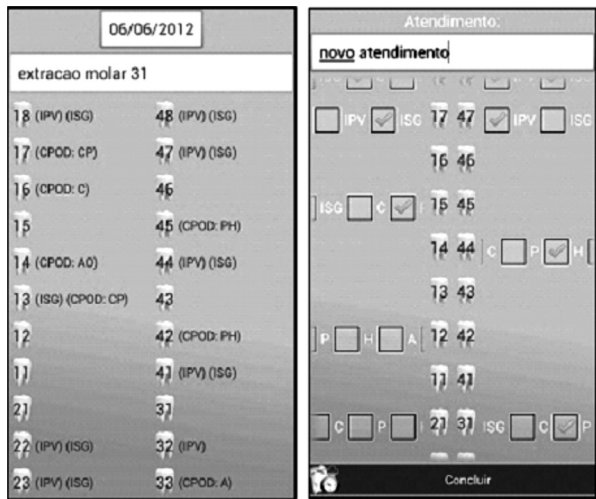 06/06/2012
extracao molar 31
18 (IPV) (ISG) 48 (IPV) (ISG)
17 (CPOD: CP) 47 (IPV) (ISG)
16 (CPOD: C) 46
15 45 (CPOD: PH)
14 (CPOD: AO) 44 (IPV) (ISG)
13 (ISG) (CPOD: CP) 43
12 42 (CPOD: PH)
11 41 (IPV) (ISG)
21 31
22 (IPV) (ISG) 32 (IPV)
23 (IPV) (ISG) 33 (CPOD: A)
Atendimento:
novo atendimento
IPV ISG 17 47 IPV ISG
16 46
ISG C 15 45
14 44 C P H
13 43
P H A 12 42
11 41
C P 21 31 ISG C P
Concluir